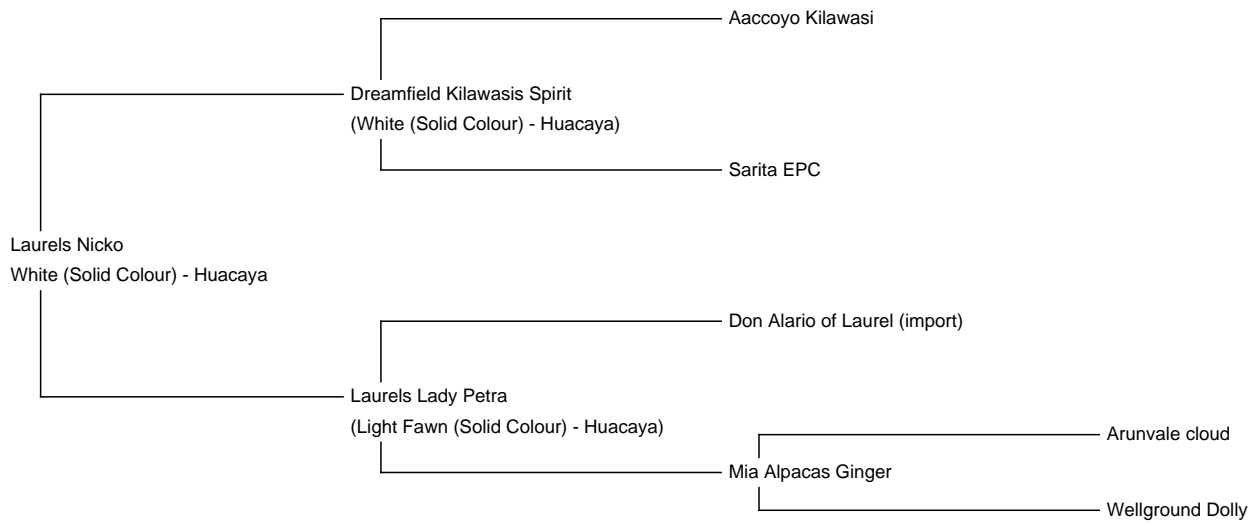 Aaccoyo Kilawasi
Dreamfield Kilawasis Spirit
(White (Solid Colour) - Huacaya)
Sarita EPC
Laurels Nicko
White (Solid Colour) - Huacaya
Don Alario of Laurel (import)
Laurels Lady Petra
(Light Fawn (Solid Colour) - Huacaya)
Arunvale cloud
Mia Alpacas Ginger
Wellground Dolly